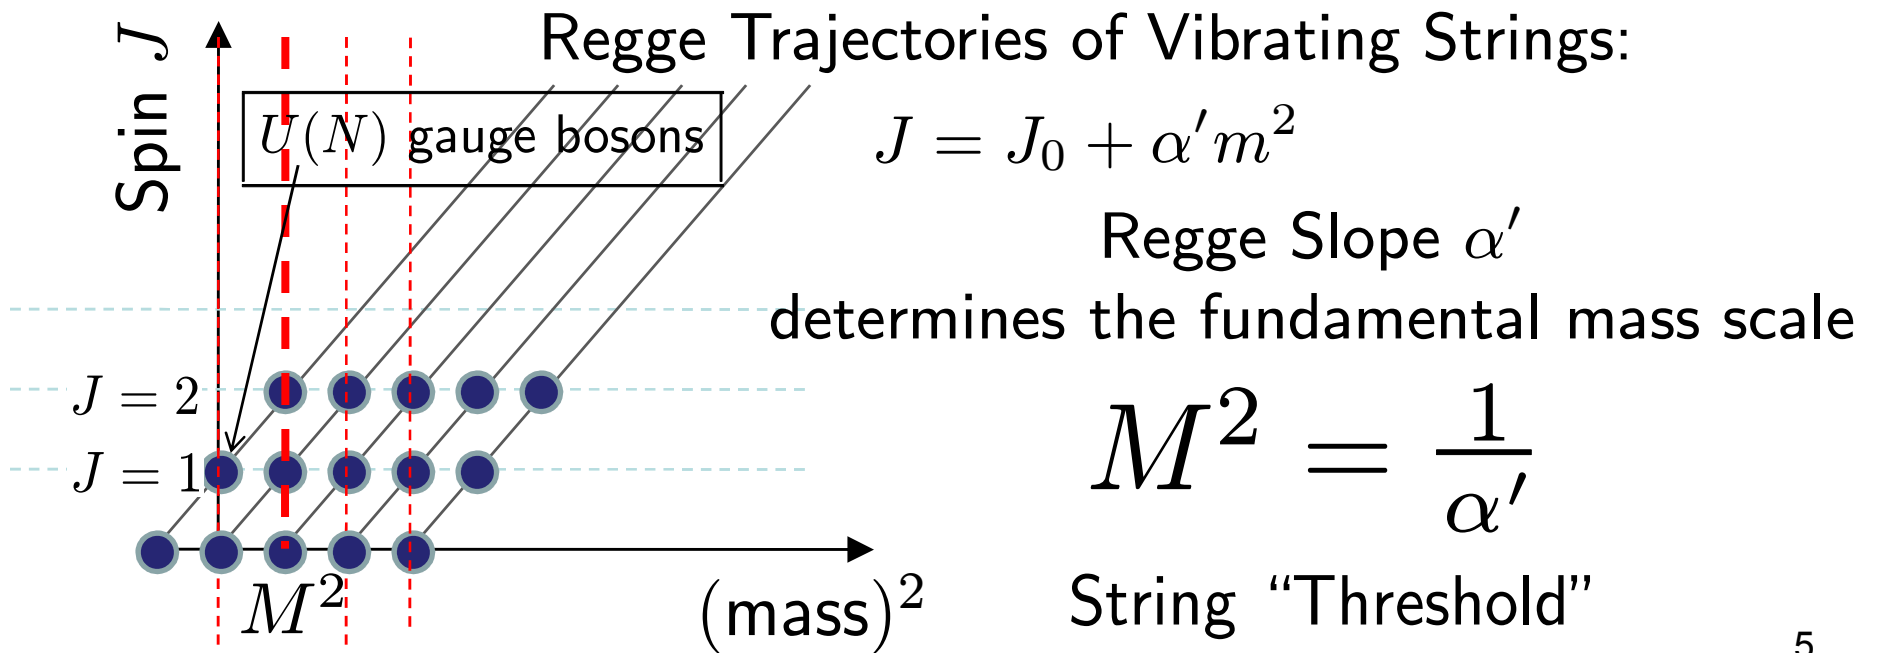 Regge Trajectories of Vibrating Strings:
Spin J
U(N) gauge bosons
J = J₀ + α′m²
Regge Slope α′
determines the fundamental mass scale
J = 2
J = 1
M² = 1/α′
M²
(mass)²
String “Threshold”
5